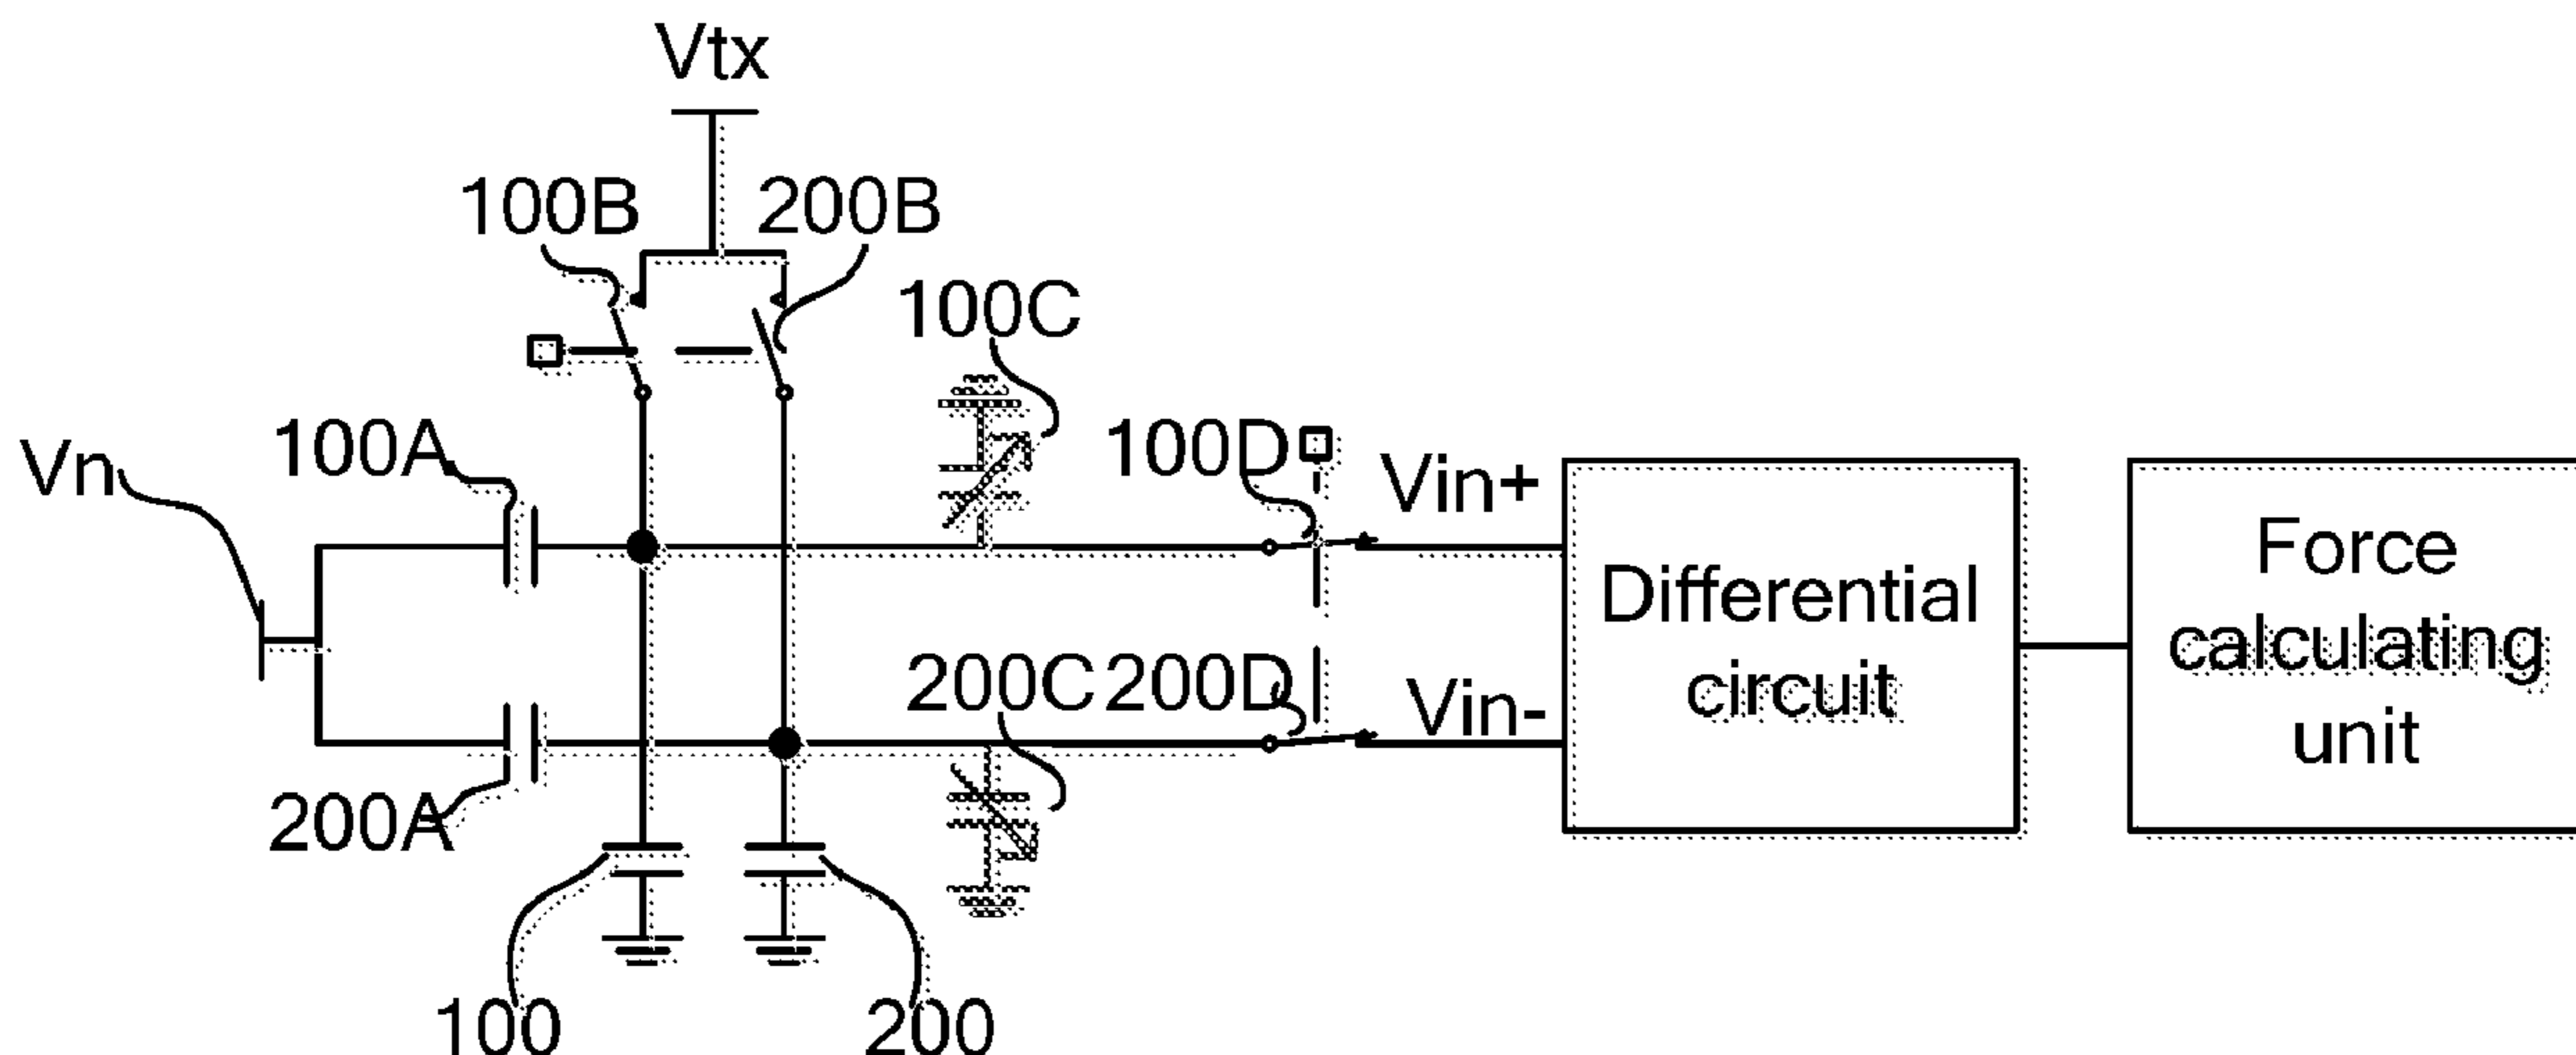 Vtx
100B
200B
100C
Vn
100A
100D
Vin+
Differential
circuit
Force
calculating
unit
200C
200D
Vin-
200A
100
200